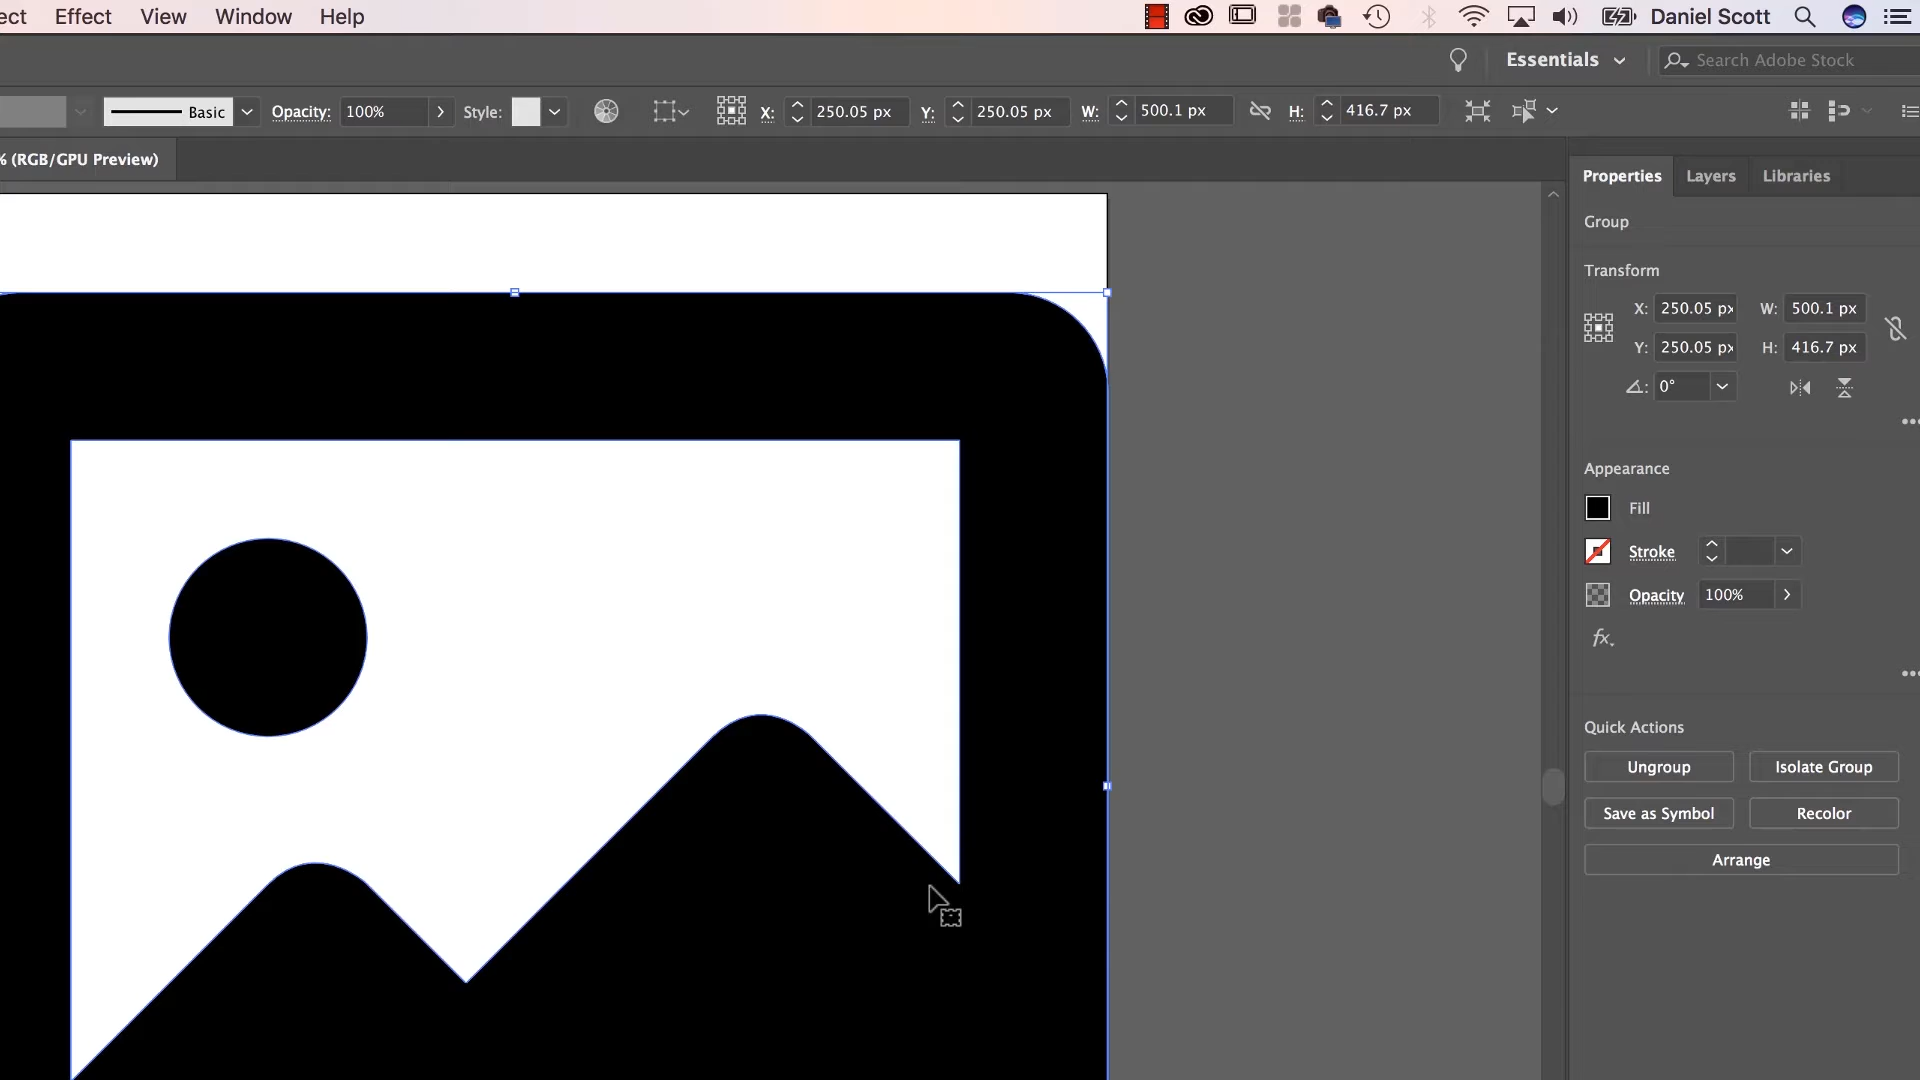 ect Effect View Window Help Daniel Scott
Essentials Search Adobe Stock
Basic Opacity: 100% Style: X: 250.05 px Y: 250.05 px W: 500.1 px H: 416.7 px
% (RGB/GPU Preview)
Properties Layers Libraries
Group
Transform
X: 250.05 px W: 500.1 px
Y: 250.05 px H: 416.7 px
0°
Appearance
Fill
Stroke
Opacity 100%
fx.
Quick Actions
Ungroup Isolate Group
Save as Symbol Recolor
Arrange